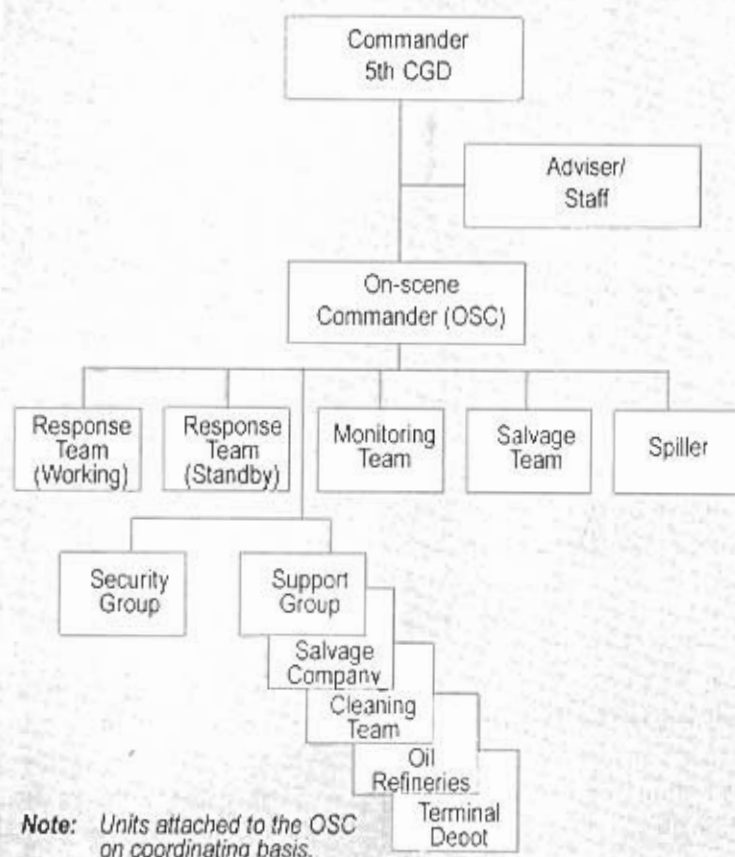 Commander
5th CGD
Adviser/
Staff
On-scene
Commander (OSC)
Response
Team
(Working)
Response
Team
(Standby)
Monitoring
Team
Salvage
Team
Spiller
Security
Group
Support
Group
Salvage
Company
Cleaning
Team
Oil
Refineries
Terminal
Depot
Note: Units attached to the OSC
on coordinating basis.